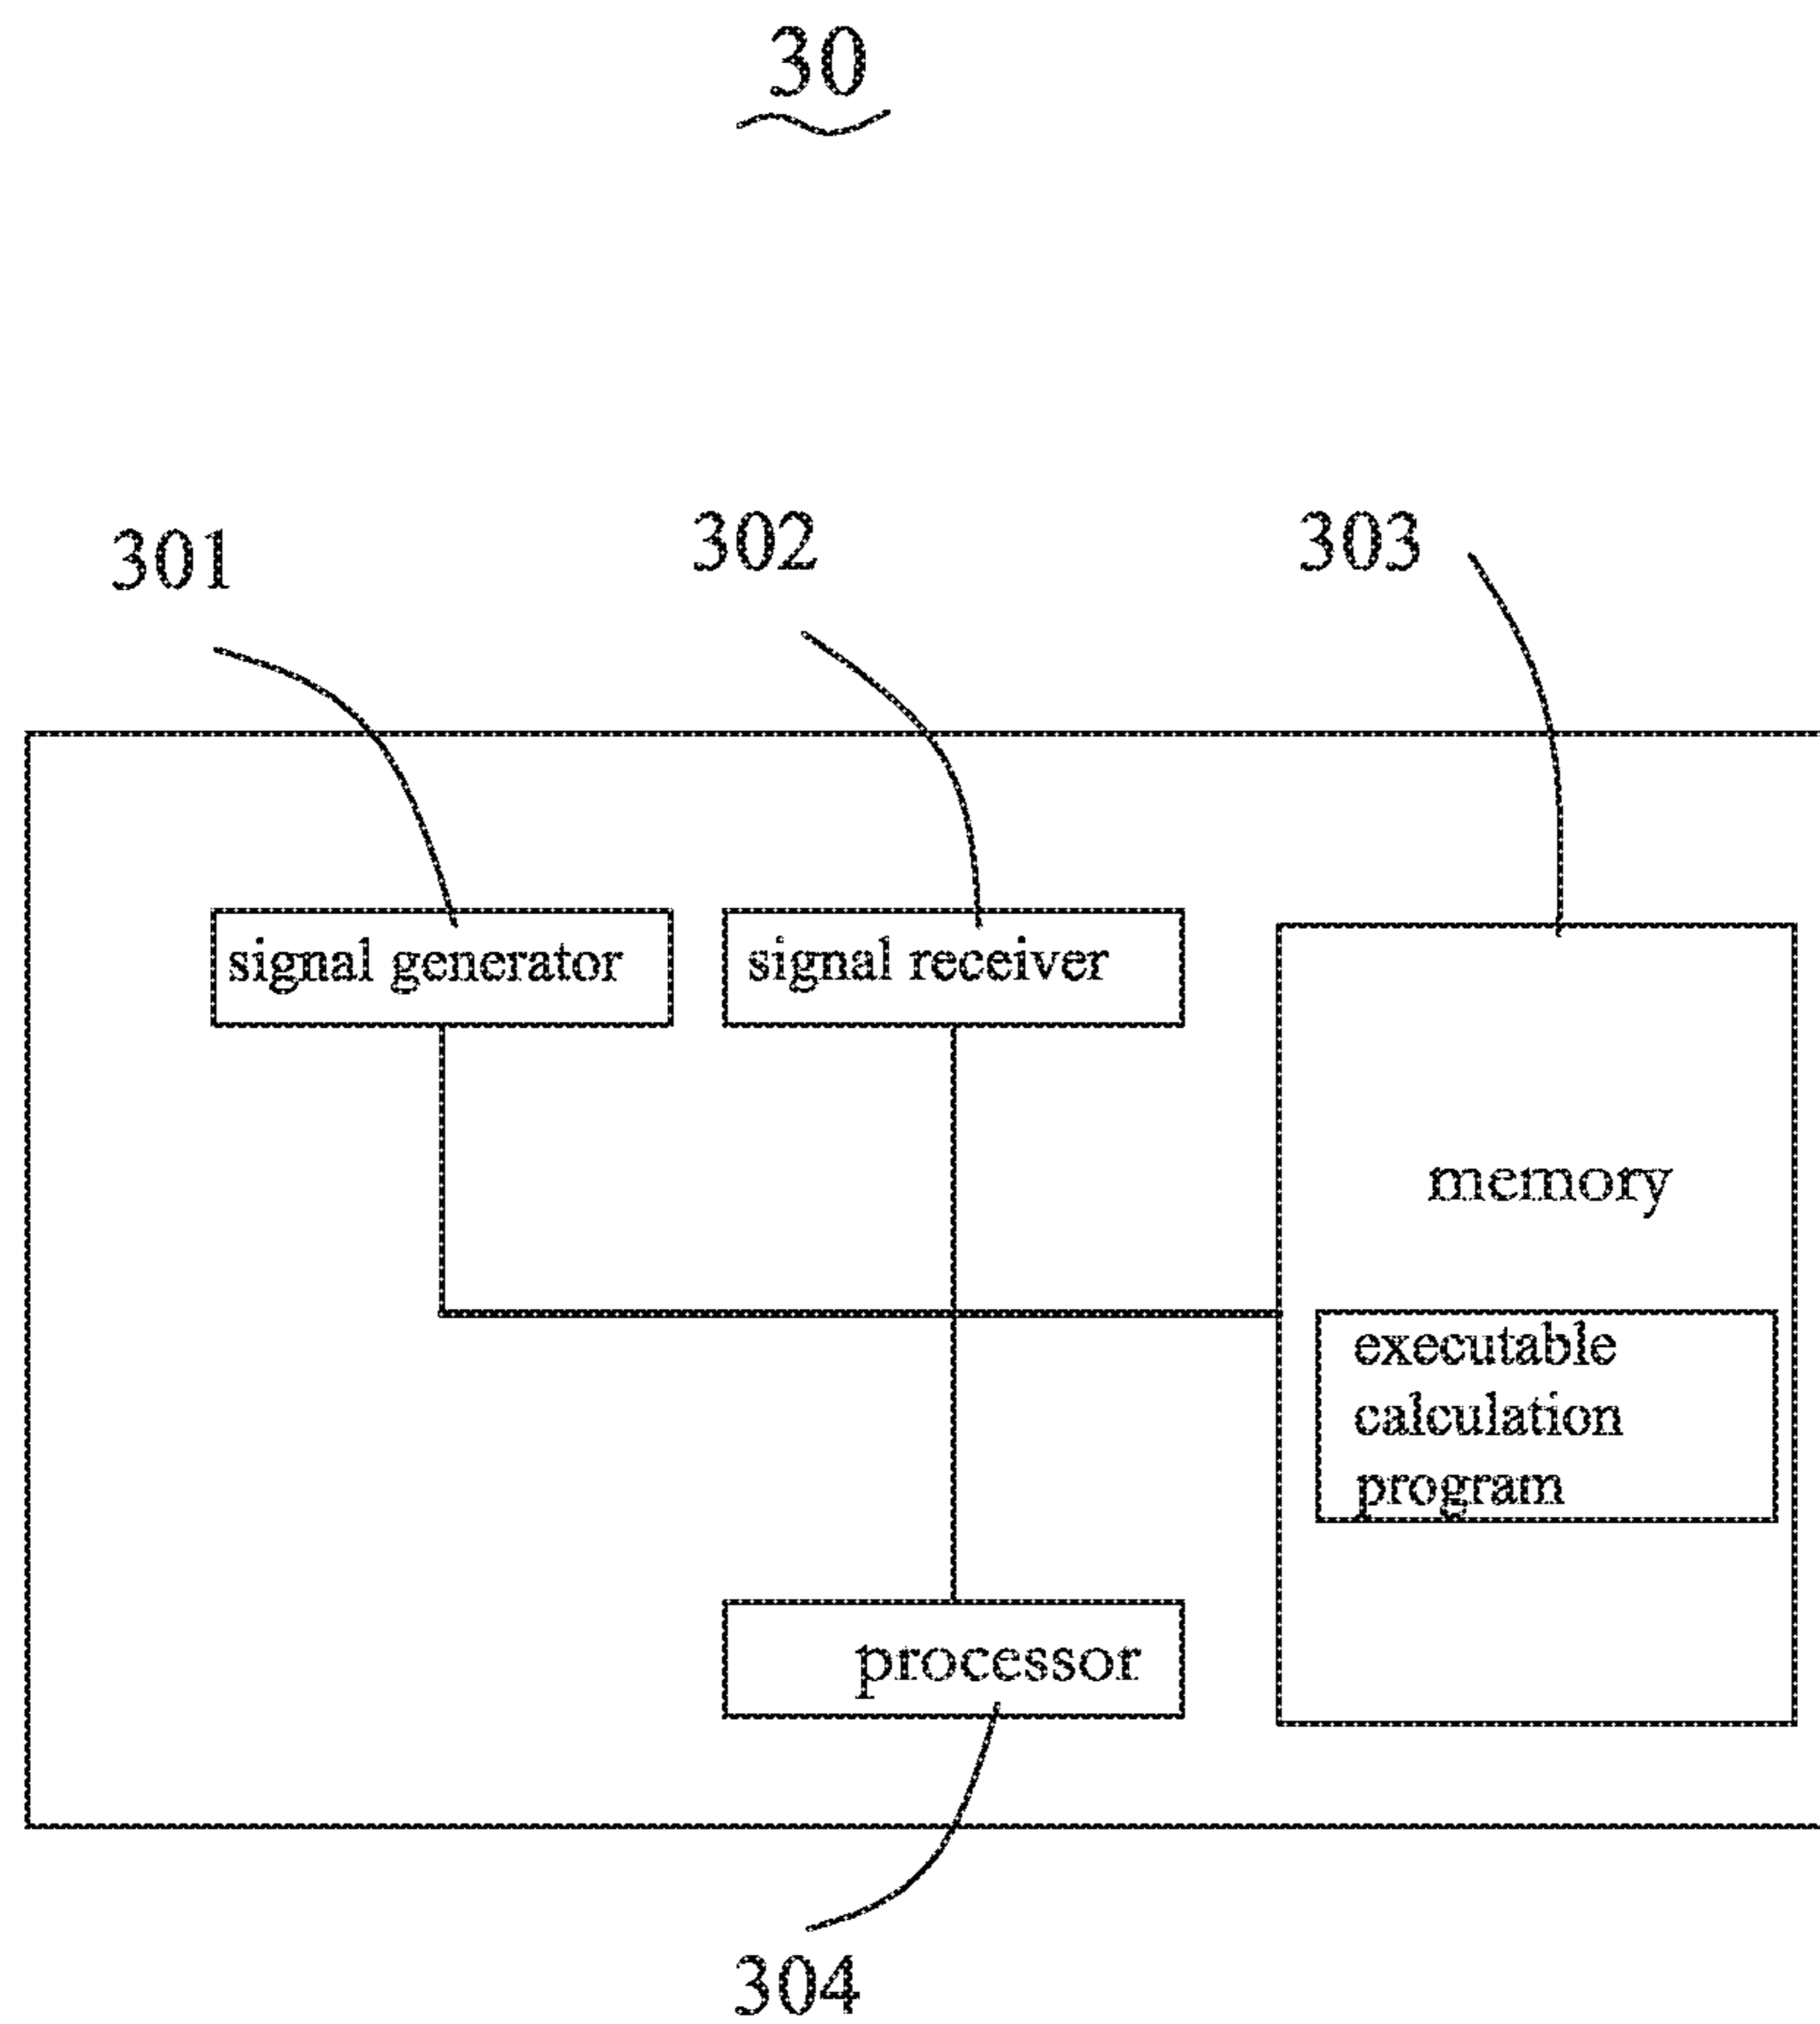 30
301
302
303
signal generator
signal receiver
memory
executable
calculation
program
processor
304